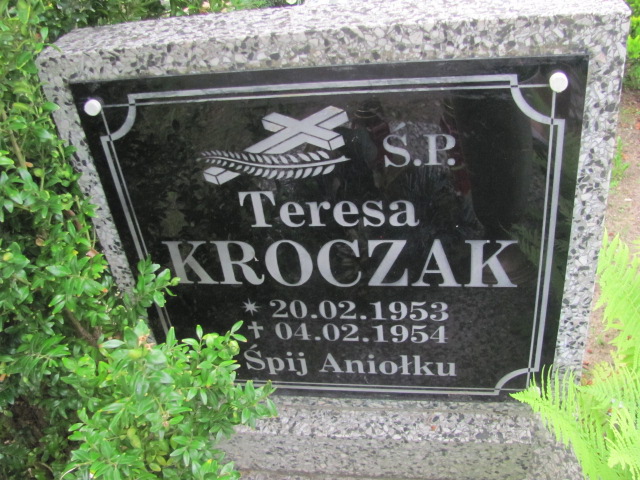 Ś.P.
Teresa
KROCZAK
* 20.02.1953
✝ 04.02.1954
Śpij Aniołku